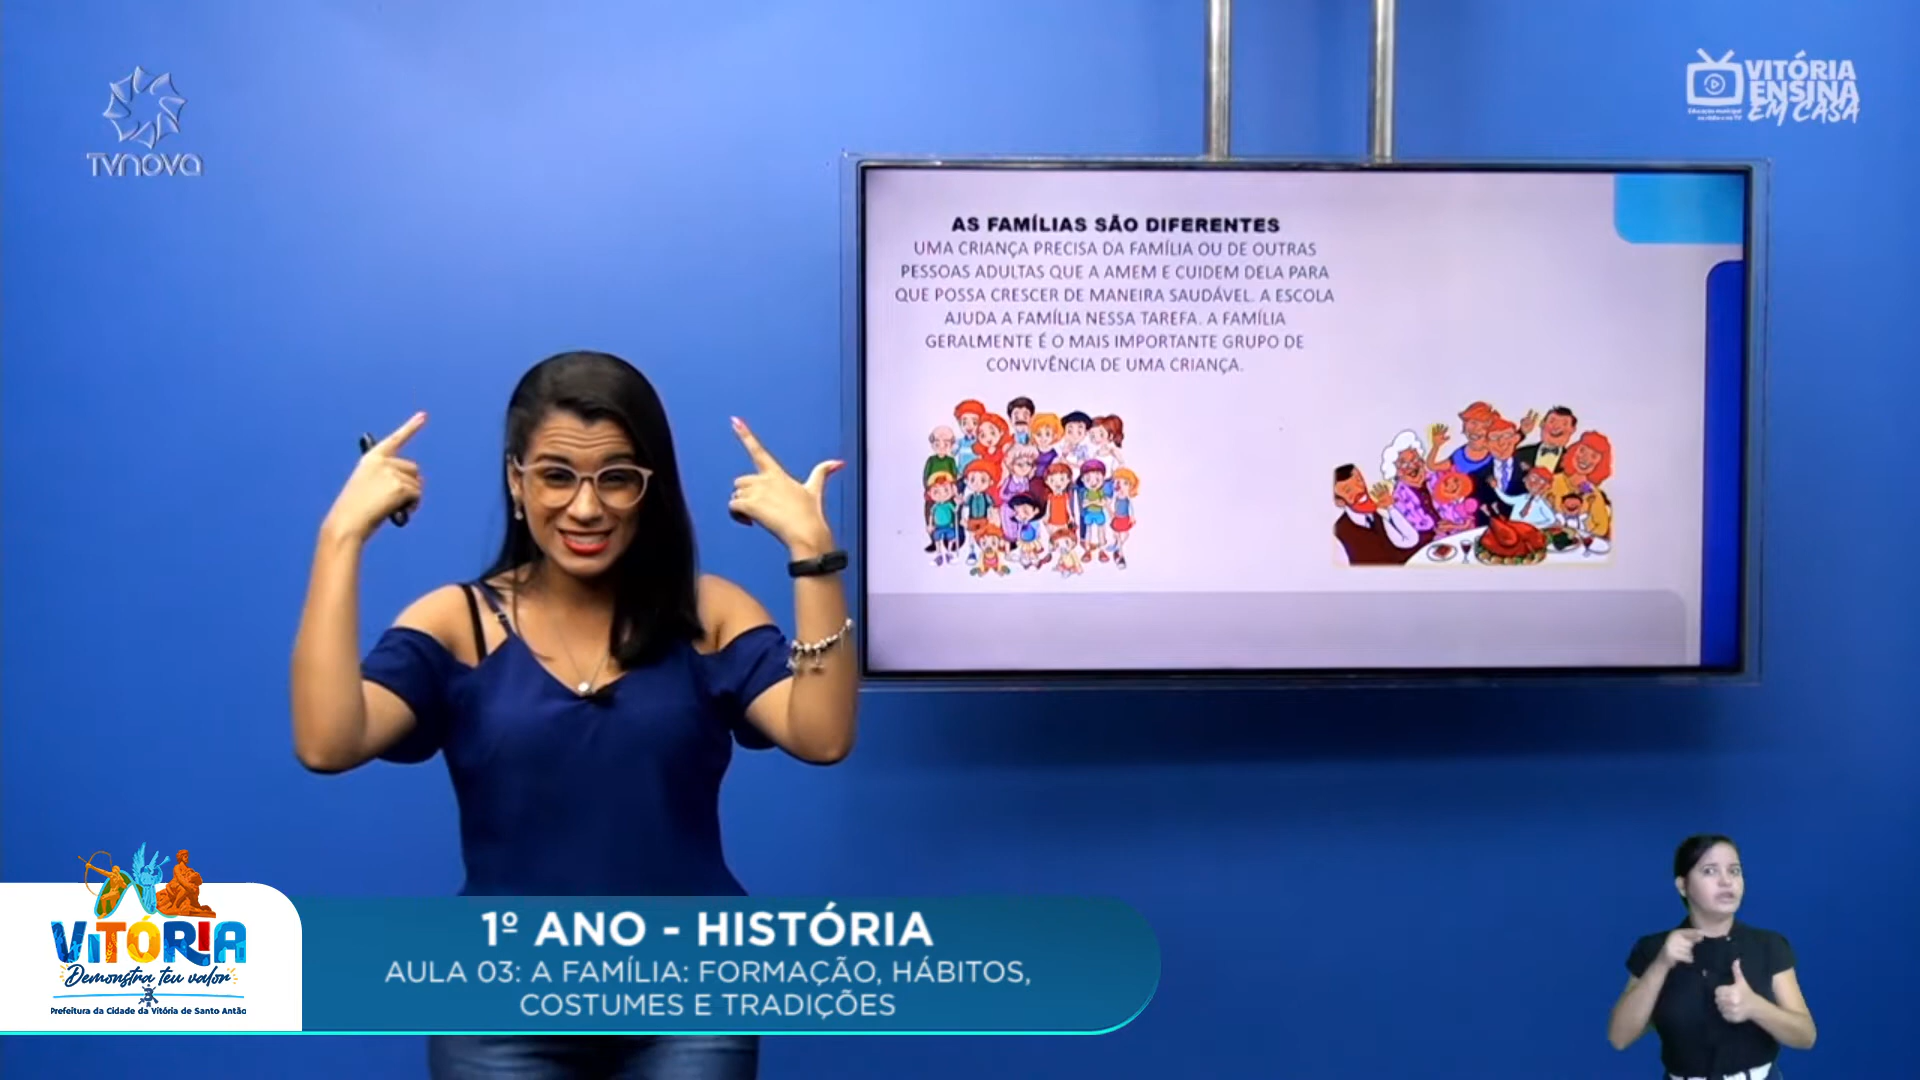 TVNOVA
VITÓRIA
ENSINA
EM CASA
AS FAMÍLIAS SÃO DIFERENTES
UMA CRIANÇA PRECISA DA FAMÍLIA OU DE OUTRAS
PESSOAS ADULTAS QUE A AMEM E CUIDEM DELA PARA
QUE POSSA CRESCER DE MANEIRA SAUDÁVEL. A ESCOLA
AJUDA A FAMÍLIA NESSA TAREFA. A FAMÍLIA
GERALMENTE É O MAIS IMPORTANTE GRUPO DE
CONVIVÊNCIA DE UMA CRIANÇA.
VITÓRIA
Demonstra teu valor
Prefeitura da Cidade da Vitória de Santo Antão
1º ANO - HISTÓRIA
AULA 03: A FAMÍLIA: FORMAÇÃO, HÁBITOS,
COSTUMES E TRADIÇÕES